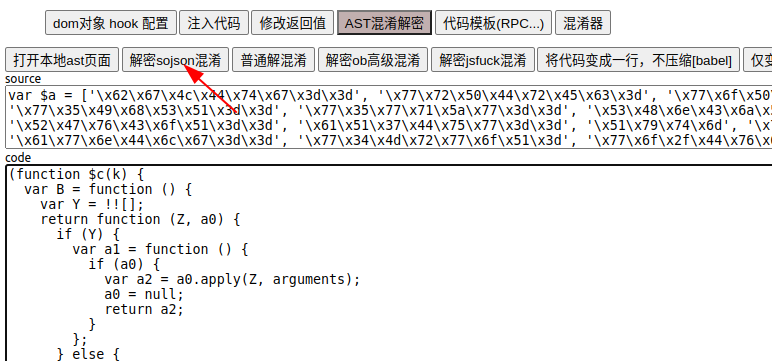 dom对象 hook 配置 注入代码 修改返回值 AST混淆解密 代码模板(RPC...) 混淆器
打开本地ast页面 解密sojson混淆 普通解混淆 解密ob高级混淆 解密jsfuck混淆 将代码变成一行，不压缩[babel] 仅变
source
var $a = ['\x62\x67\x4c\x44\x74\x67\x3d\x3d', '\x77\x72\x50\x44\x72\x45\x63\x3d', '\x77\x6f\x50
'\x77\x35\x49\x68\x53\x51\x3d\x3d', '\x77\x35\x77\x71\x5a\x77\x3d\x3d', '\x53\x48\x6e\x43\x6a\x5
'\x52\x47\x76\x43\x6f\x51\x3d\x3d', '\x61\x51\x37\x44\x75\x77\x3d\x3d', '\x51\x79\x74\x6d', '\x7
'\x61\x77\x6e\x44\x6c\x67\x3d\x3d', '\x77\x34\x4d\x72\x77\x6f\x51\x3d', '\x77\x6f\x2f\x44\x76\x6
code
(function $c(k) {
  var B = function () {
    var Y = !![];
    return function (Z, a0) {
      if (Y) {
        var a1 = function () {
          if (a0) {
            var a2 = a0.apply(Z, arguments);
            a0 = null;
            return a2;
          }
        };
      } else {